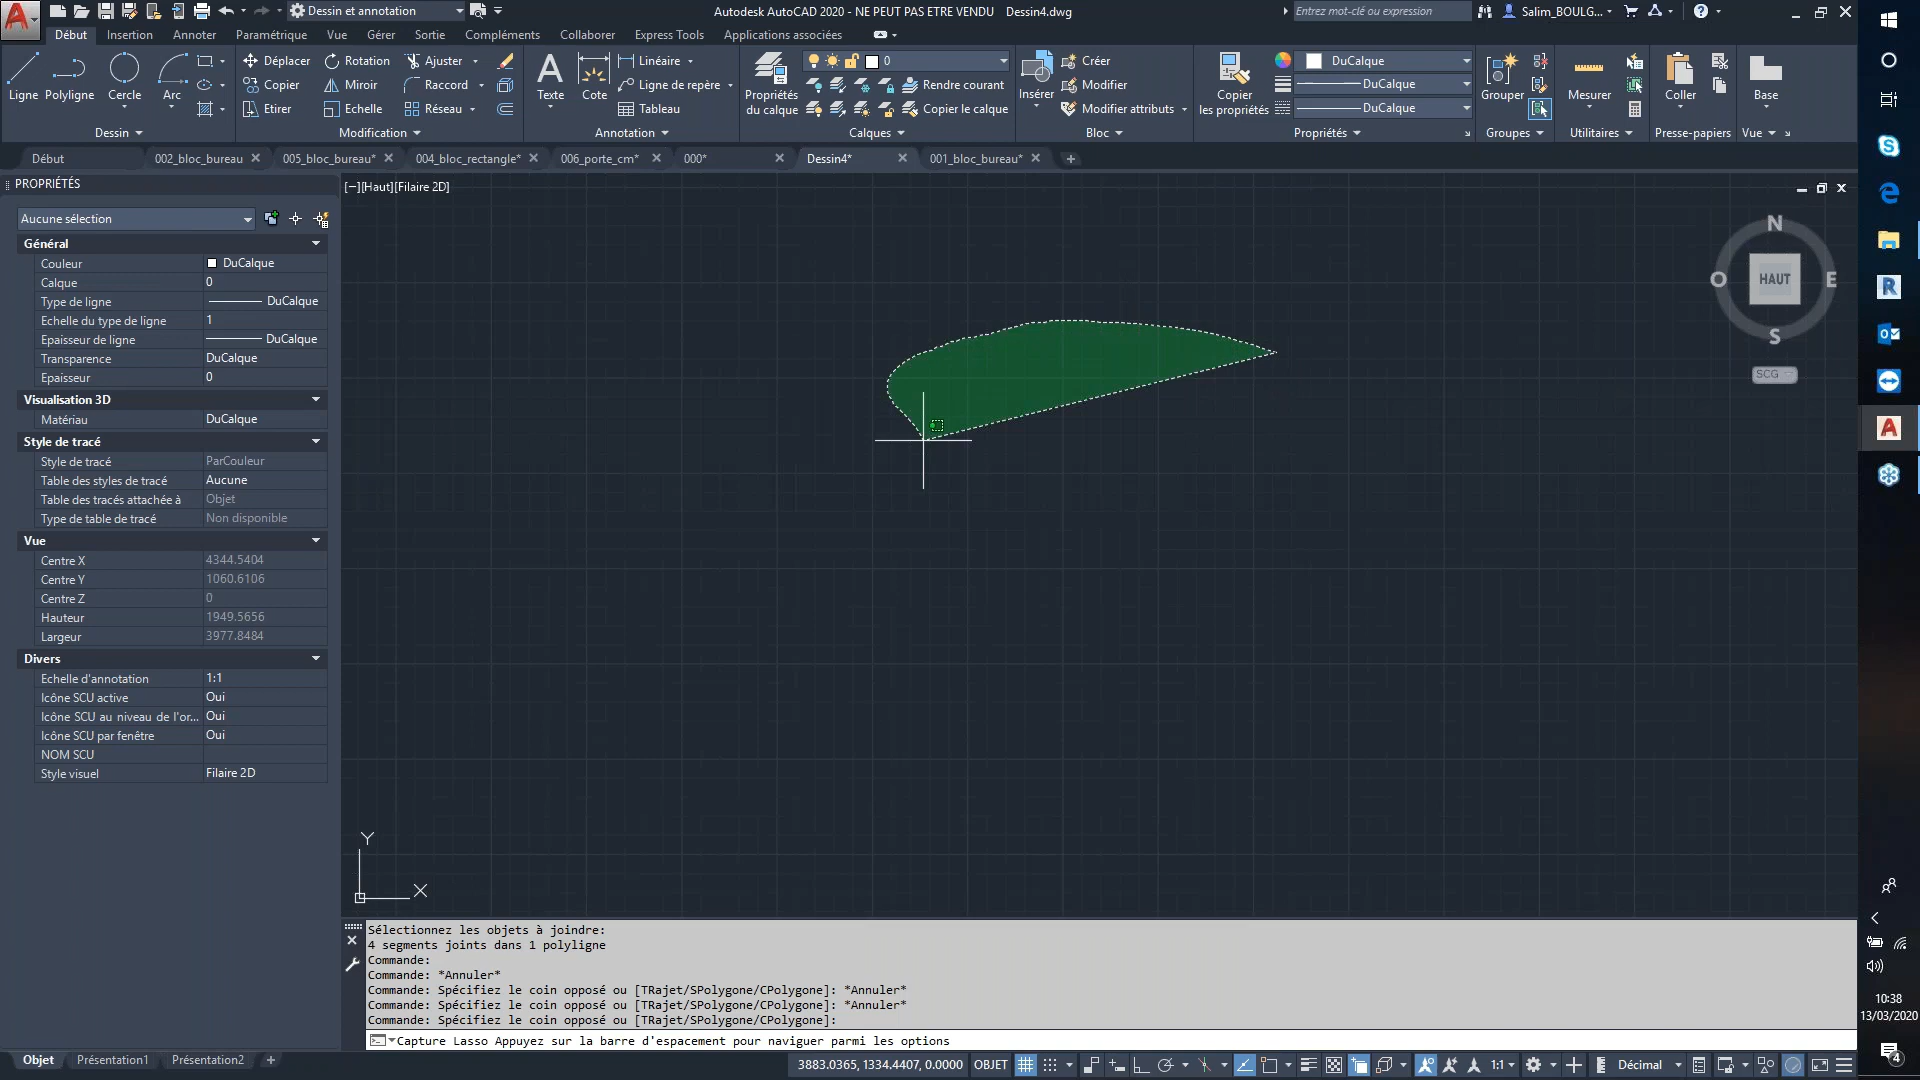 Dessin et annotation
Autodesk AutoCAD 2020 - NE PEUT PAS ETRE VENDU Dessin4.dwg
Entrez mot-clé ou expression
Salim_BOULG...
Début Insertion Annoter Paramétrique Vue Gérer Sortie Compléments Collaborer Express Tools Applications associées
Ligne Polyligne Cercle Arc
Déplacer Rotation Ajuster
Copier Miroir Raccord
Etirer Echelle Réseau
Texte Cote
Linéaire
Ligne de repère
Tableau
Propriétés du calque
0
Rendre courant
Copier le calque
Insérer
Créer
Modifier
Modifier attributs
Copier les propriétés
DuCalque
DuCalque
DuCalque
Grouper
Mesurer
Coller
Base
Dessin Modification Annotation Calques Bloc Propriétés Groupes Utilitaires Presse-papiers Vue
Début 002_bloc_bureau 005_bloc_bureau* 004_bloc_rectangle* 006_porte_cm* 000* Dessin4* 001_bloc_bureau*
PROPRIÉTÉS
[−][Haut][Filaire 2D]
Aucune sélection
Général
Couleur DuCalque
Calque 0
Type de ligne DuCalque
Echelle du type de ligne 1
Epaisseur de ligne DuCalque
Transparence DuCalque
Epaisseur 0
Visualisation 3D
Matériau DuCalque
Style de tracé
Style de tracé ParCouleur
Table des styles de tracé Aucune
Table des tracés attachée à Objet
Type de table de tracé Non disponible
Vue
Centre X 4344.5404
Centre Y 1060.6106
Centre Z 0
Hauteur 1949.5656
Largeur 3977.8484
Divers
Echelle d'annotation 1:1
Icône SCU active Oui
Icône SCU au niveau de l'or... Oui
Icône SCU par fenêtre Oui
NOM SCU
Style visuel Filaire 2D
N
O HAUT E
S
SCG
Y
X
Sélectionnez les objets à joindre:
4 segments joints dans 1 polyligne
Commande:
Commande: *Annuler*
Commande: Spécifiez le coin opposé ou [TRajet/SPolygone/CPolygone]: *Annuler*
Commande: Spécifiez le coin opposé ou [TRajet/SPolygone/CPolygone]: *Annuler*
Commande: Spécifiez le coin opposé ou [TRajet/SPolygone/CPolygone]:
Capture Lasso Appuyez sur la barre d'espacement pour naviguer parmi les options
Objet Présentation1 Présentation2
3883.0365, 1334.4407, 0.0000 OBJET
1:1
Décimal
10:38
13/03/2020
4